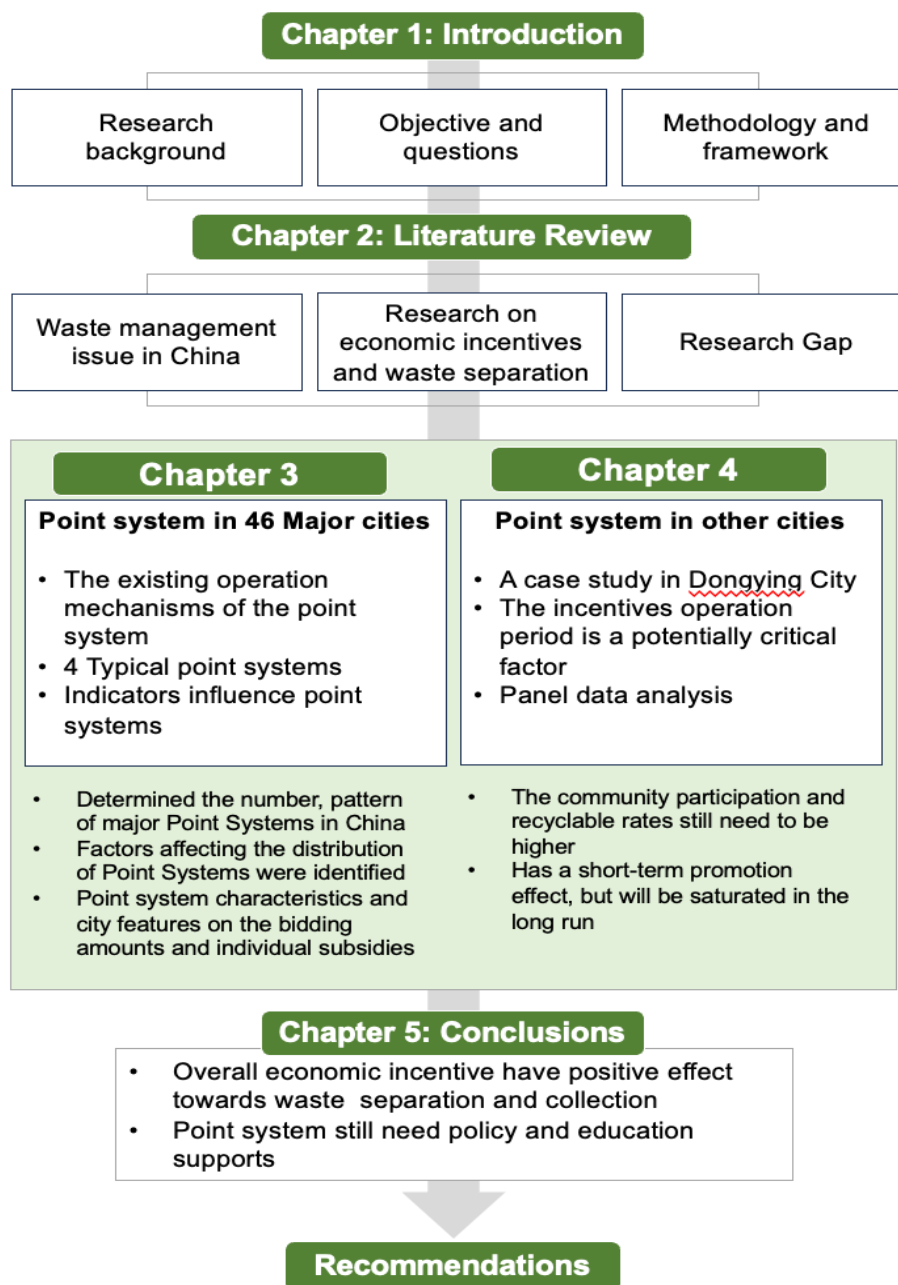 Chapter 1: Introduction
Research
background
Objective and
questions
Methodology and
framework
Chapter 2: Literature Review
Waste management
issue in China
Research on
economic incentives
and waste separation
Research Gap
Chapter 3
Point system in 46 Major cities
• The existing operation
mechanisms of the point
system
• 4 Typical point systems
• Indicators influence point
systems
• Determined the number, pattern
of major Point Systems in China
• Factors affecting the distribution
of Point Systems were identified
• Point system characteristics and
city features on the bidding
amounts and individual subsidies
Chapter 4
Point system in other cities
• A case study in Dongying City
• The incentives operation
period is a potentially critical
factor
• Panel data analysis
• The community participation and
recyclable rates still need to be
higher
• Has a short-term promotion
effect, but will be saturated in the
long run
Chapter 5: Conclusions
• Overall economic incentive have positive effect
towards waste separation and collection
• Point system still need policy and education
supports
Recommendations